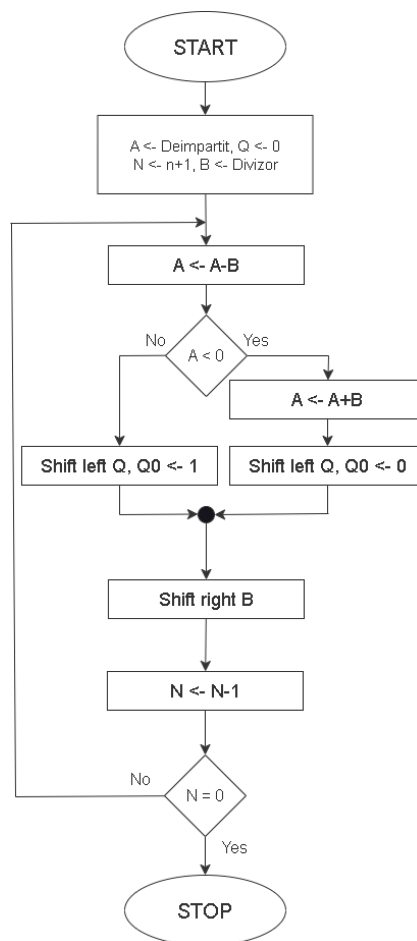 START
A <- Deimpartit, Q <- 0
N <- n+1, B <- Divizor
A <- A-B
No
Yes
A < 0
A <- A+B
Shift left Q, Q0 <- 1
Shift left Q, Q0 <- 0
Shift right B
N <- N-1
No
N = 0
Yes
STOP